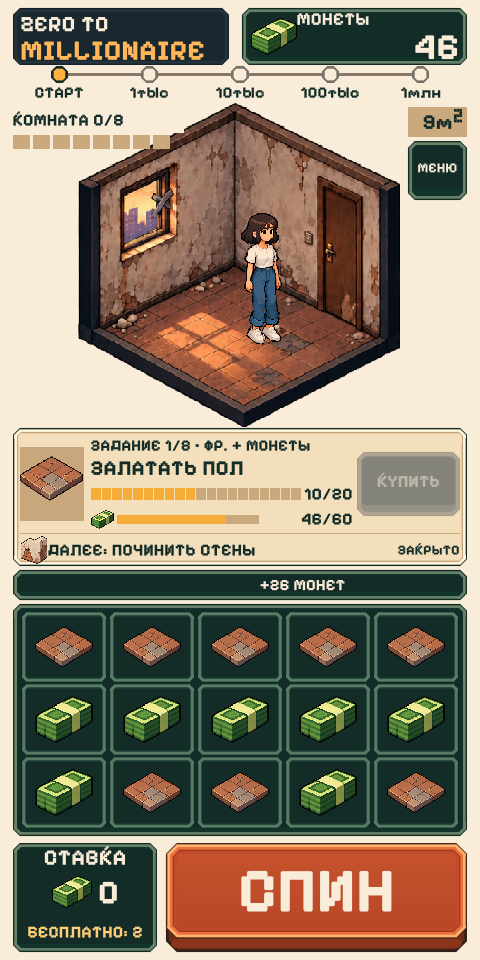 ZERO TO
MILLIONAIRE
МОНЕТЫ
46
СТАРТ
1тыс
10тыс
100тыс
1млн
КОМНАТА 0/8
9м²
МЕНЮ
ЗАДАНИЕ 1/8 · ФР. + МОНЕТЫ
ЗАЛАТАТЬ ПОЛ
10/20
КУПИТЬ
46/60
ДАЛЕЕ: ПОЧИНИТЬ СТЕНЫ
ЗАКРЫТО
+26 МОНЕТ
СТАВКА
0
БЕСПЛАТНО: 2
СПИН